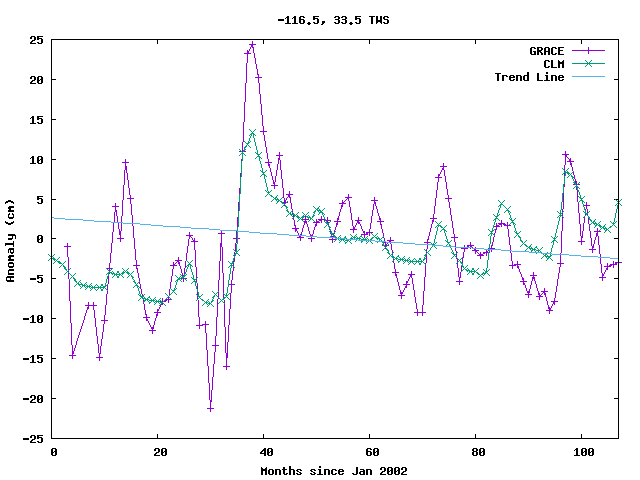 -116.5, 33.5 TWS
GRACE
CLM
Trend Line
25
20
15
10
5
0
-5
-10
-15
-20
-25
Anomaly (cm)
0 20 40 60 80 100
Months since Jan 2002